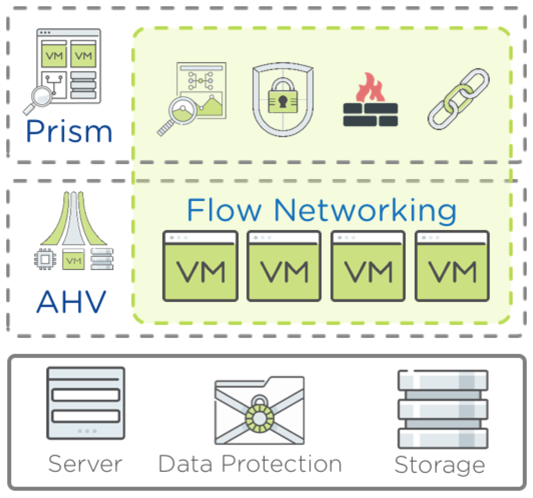 VM VM
Prism
Flow Networking
VM
AHV
VM VM VM VM
Server Data Protection Storage